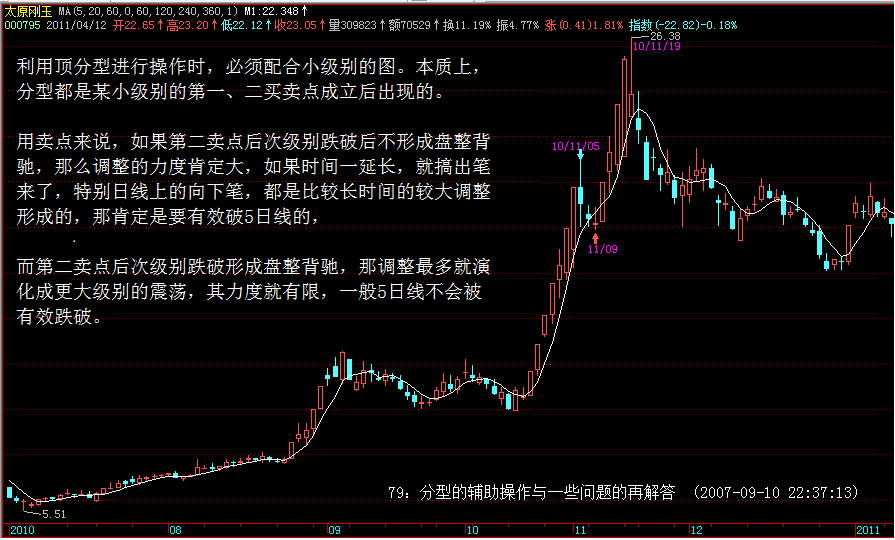 太原刚玉 MA(5,20,60,0,60,120,240,360,1) M1:22.348↑
000795 2011/04/12 开22.65↑高23.20↑低22.12↑收23.05↑量309823↑额70529↑换11.19% 振4.77% 涨(0.41)1.81% 指数(-22.82)-0.18%
利用顶分型进行操作时，必须配合小级别的图。本质上，
分型都是某小级别的第一、二买卖点成立后出现的。
用卖点来说，如果第二卖点后次级别跌破后不形成盘整背
驰，那么调整的力度肯定大，如果时间一延长，就搞出笔
来了，特别日线上的向下笔，都是比较长时间的较大调整
形成的，那肯定是要有效破5日线的，
而第二卖点后次级别跌破形成盘整背驰，那调整最多就演
化成更大级别的震荡，其力度就有限，一般5日线不会被
有效跌破。
26.38
10/11/19
10/11/05
11/09
79：分型的辅助操作与一些问题的再解答 (2007-09-10 22:37:13)
5.51
2010 08 09 10 11 12 2011